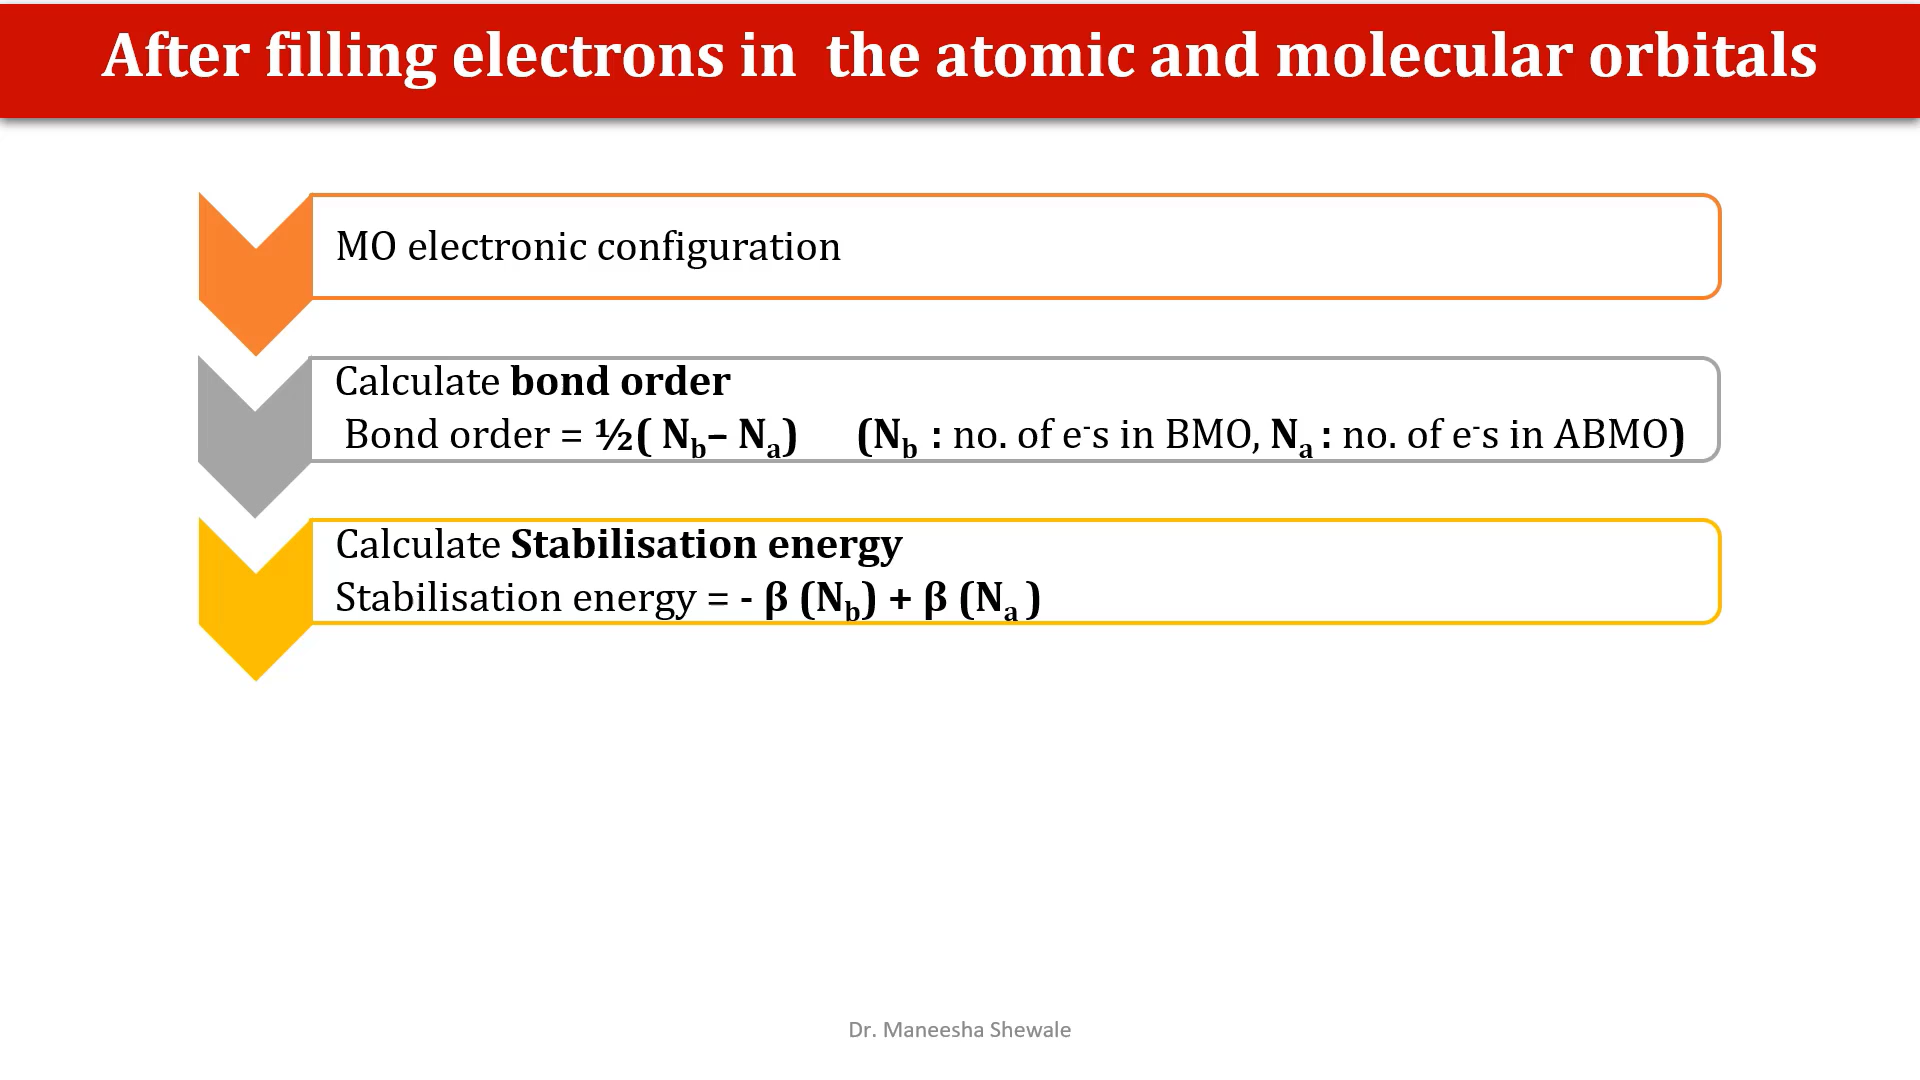 After filling electrons in  the atomic and molecular orbitals
MO electronic configuration
Calculate bond order
Bond order = ½( Nb– Na)     (Nb : no. of e⁻s in BMO, Na : no. of e⁻s in ABMO)
Calculate Stabilisation energy
Stabilisation energy = - β (Nb) + β (Na )
Dr. Maneesha Shewale